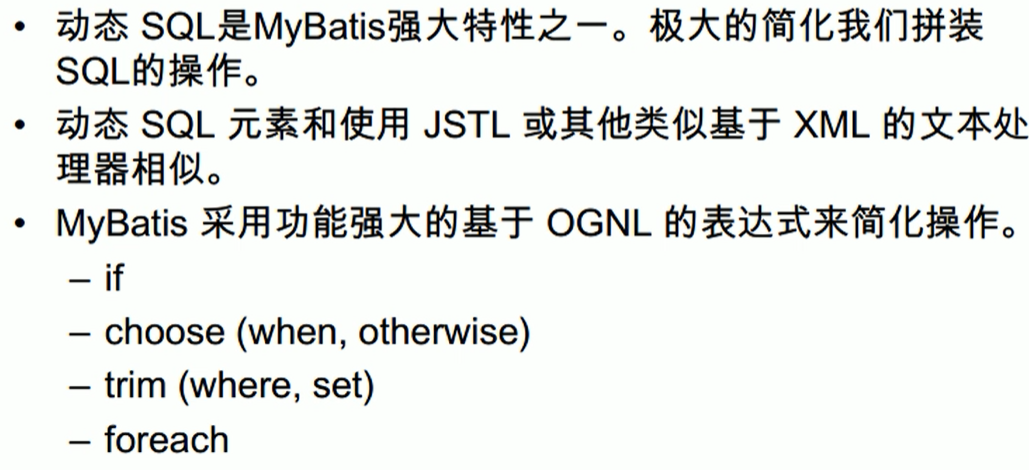 • 动态 SQL是MyBatis强大特性之一。极大的简化我们拼装
SQL的操作。
• 动态 SQL 元素和使用 JSTL 或其他类似基于 XML 的文本处
理器相似。
• MyBatis 采用功能强大的基于 OGNL 的表达式来简化操作。
– if
– choose (when, otherwise)
– trim (where, set)
– foreach